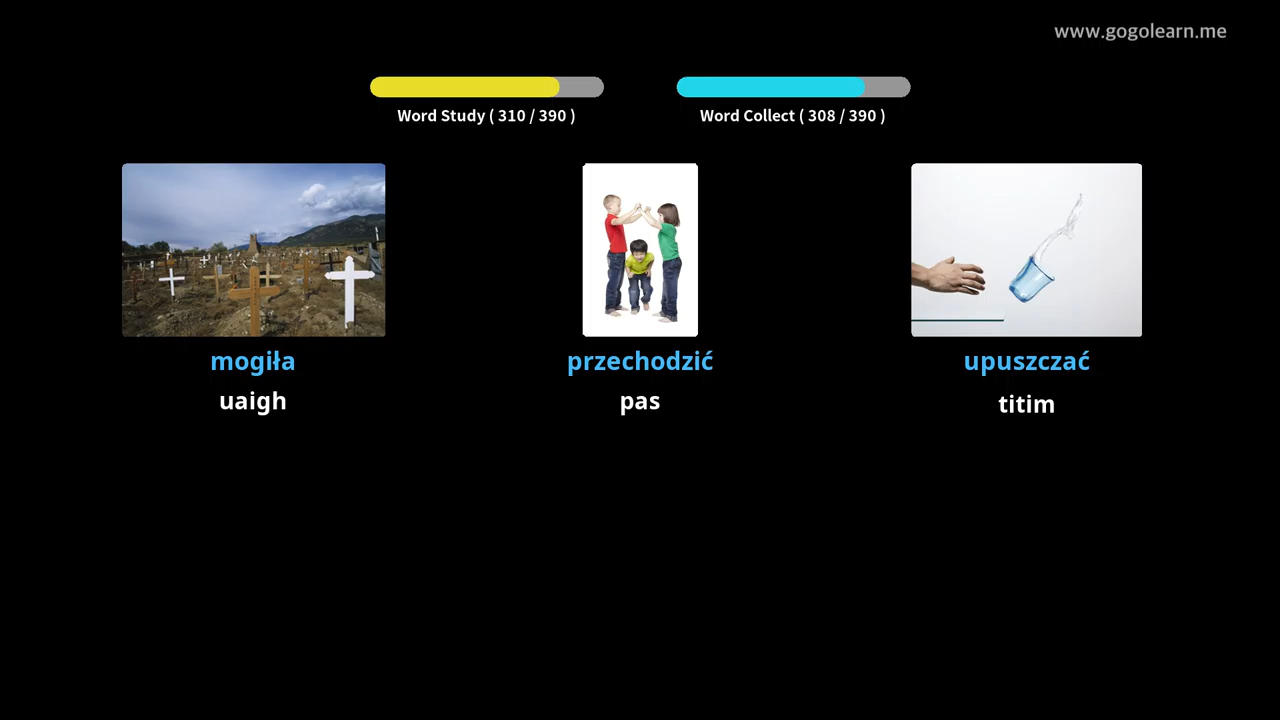 www.gogolearn.me
Word Study ( 310 / 390 )
Word Collect ( 308 / 390 )
mogiła
przechodzić
upuszczać
uaigh
pas
titim